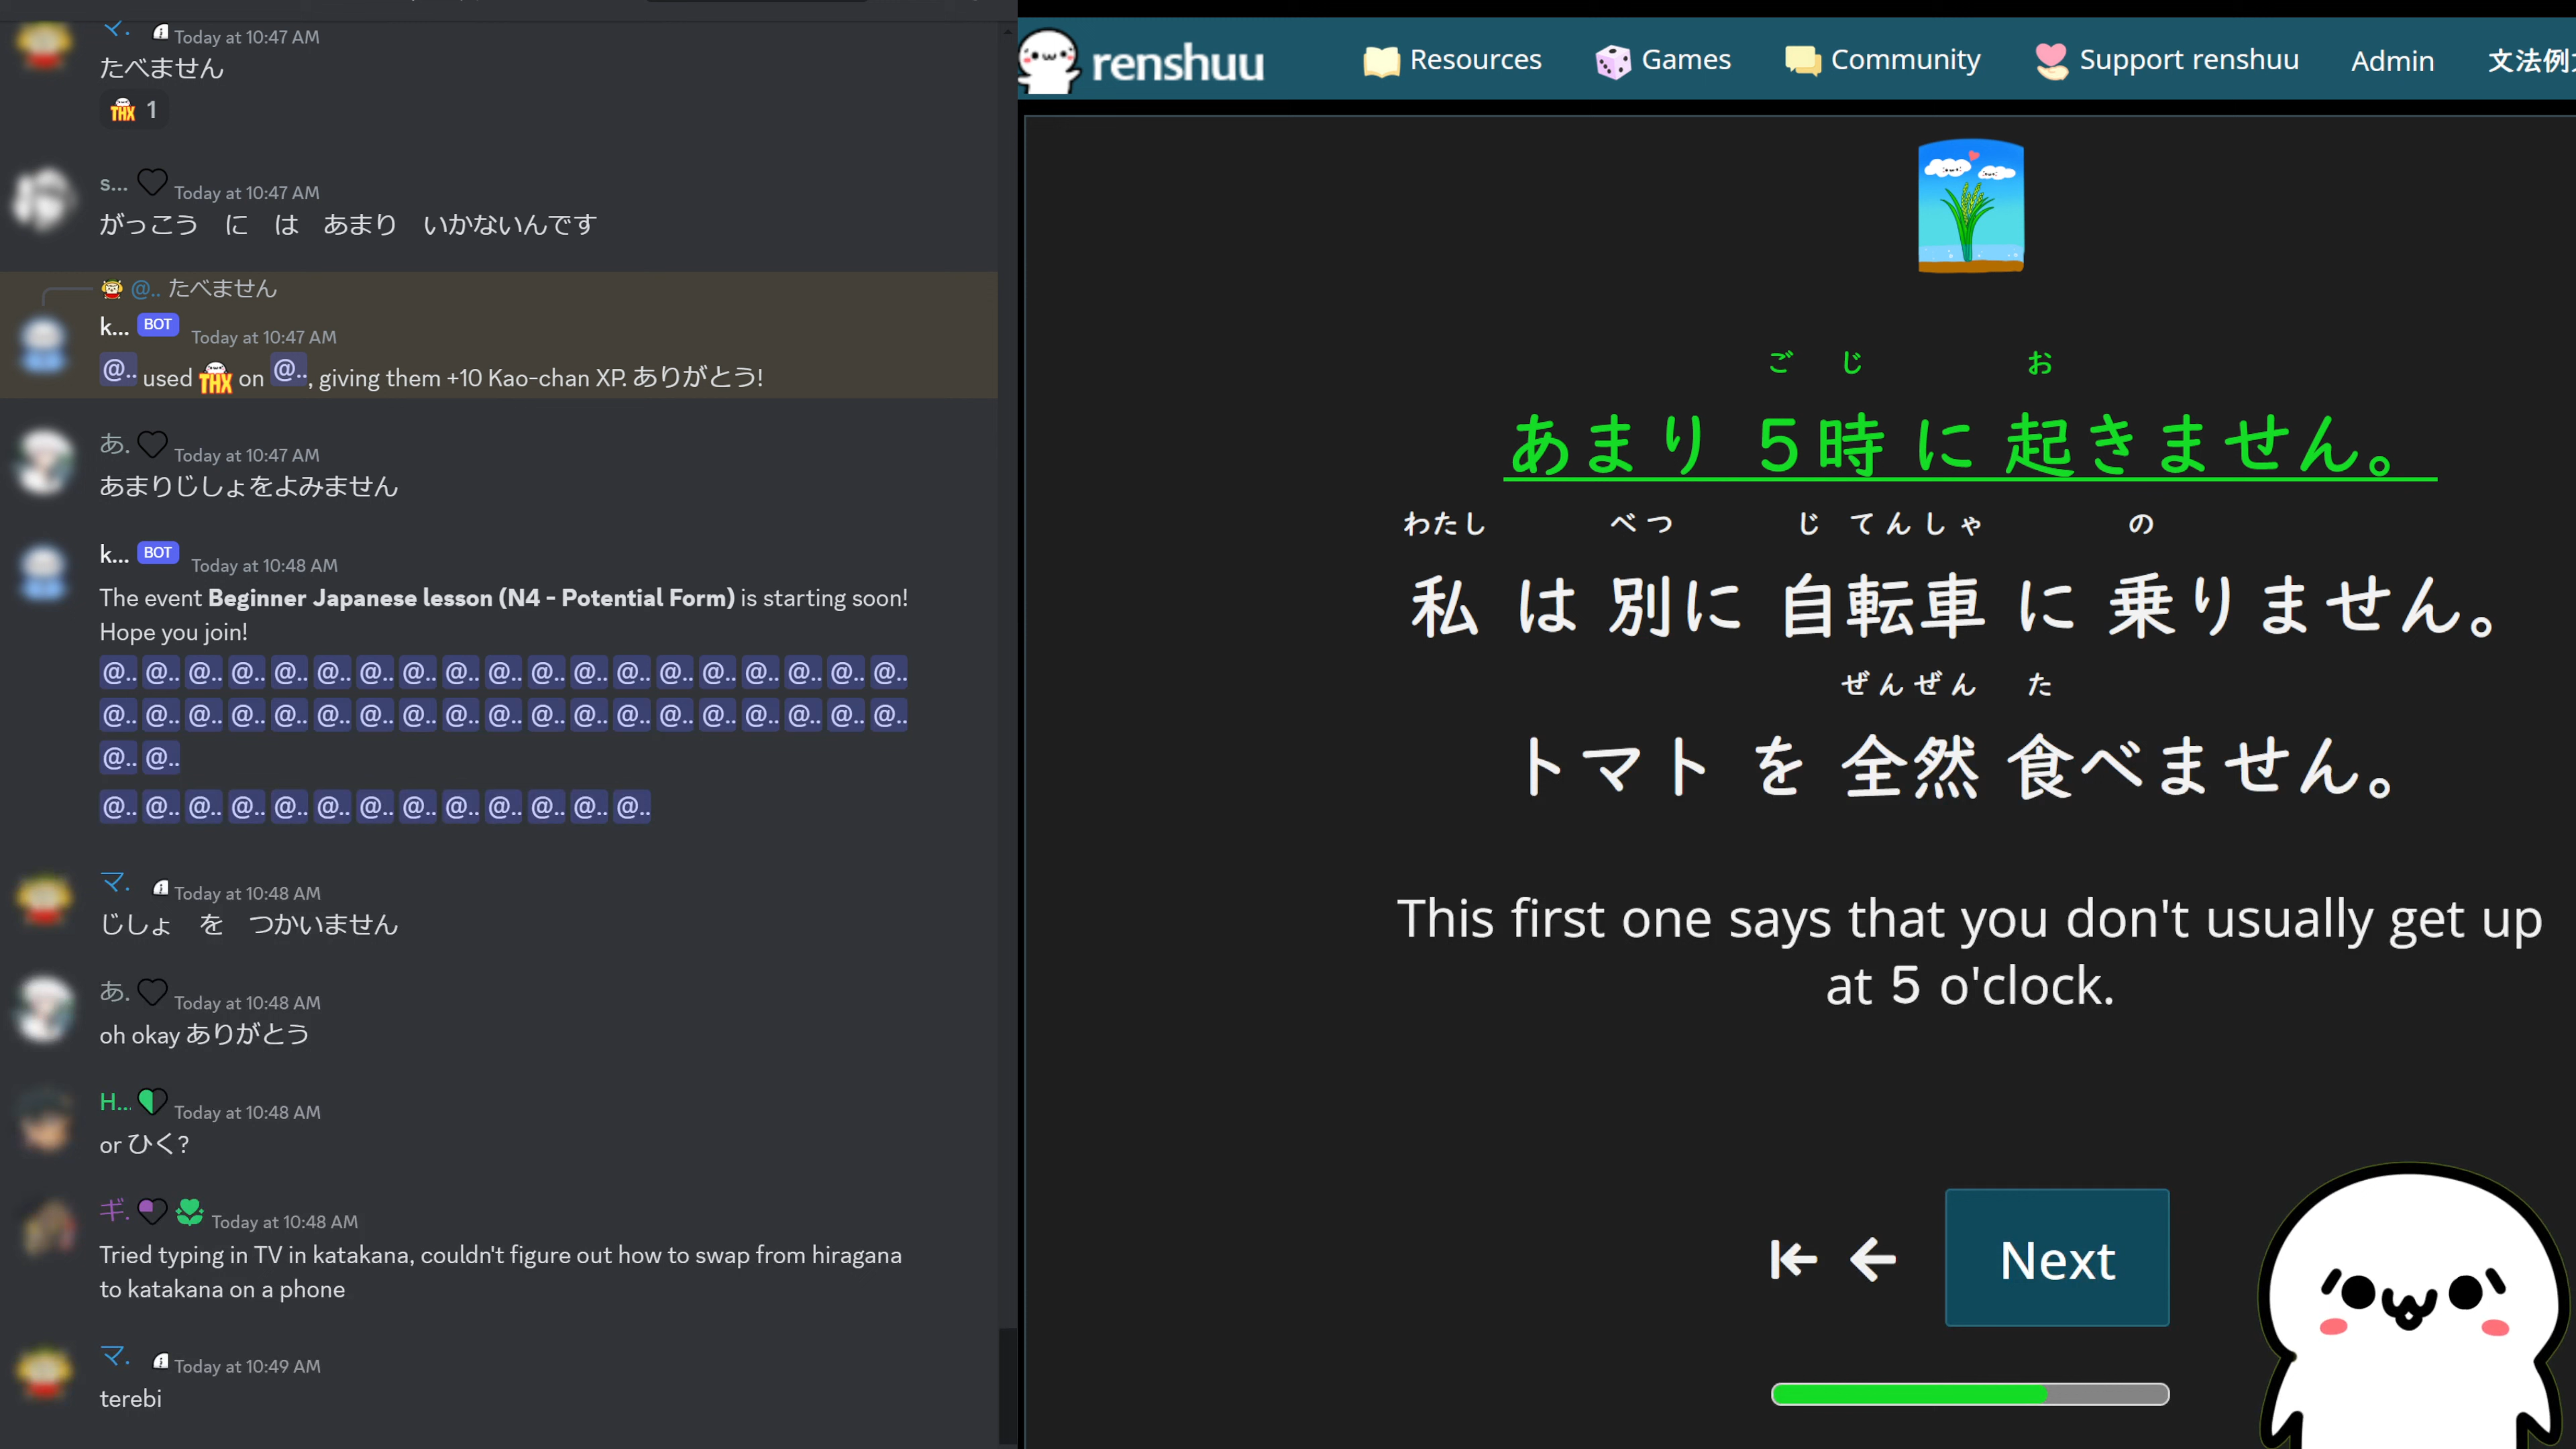 マ. Today at 10:47 AM
たべません
THX 1
s... Today at 10:47 AM
がっこう に は あまり いかないんです
@.. たべません
k... BOT Today at 10:47 AM
@.. used THX on @.., giving them +10 Kao-chan XP. ありがとう!
あ. Today at 10:47 AM
あまりじしょをよみません
k... BOT Today at 10:48 AM
The event Beginner Japanese lesson (N4 - Potential Form) is starting soon!
Hope you join!
@.. @.. @.. @.. @.. @.. @.. @.. @.. @.. @.. @.. @.. @.. @.. @.. @.. @.. @..
@.. @.. @.. @.. @.. @.. @.. @.. @.. @.. @.. @.. @.. @.. @.. @.. @.. @.. @..
@.. @..
@.. @.. @.. @.. @.. @.. @.. @.. @.. @.. @.. @.. @..
マ. Today at 10:48 AM
じしょ を つかいません
あ. Today at 10:48 AM
oh okay ありがとう
H... Today at 10:48 AM
or ひく?
ギ. Today at 10:48 AM
Tried typing in TV in katakana, couldn't figure out how to swap from hiragana
to katakana on a phone
マ. Today at 10:49 AM
terebi
renshuu Resources Games Community Support renshuu Admin 文法例
ご じ お
あまり 5時 に 起きません。
わたし べつ じ てんしゃ の
私 は 別に 自転車 に 乗りません。
ぜんぜん た
トマト を 全然 食べません。
This first one says that you don't usually get up
at 5 o'clock.
Next